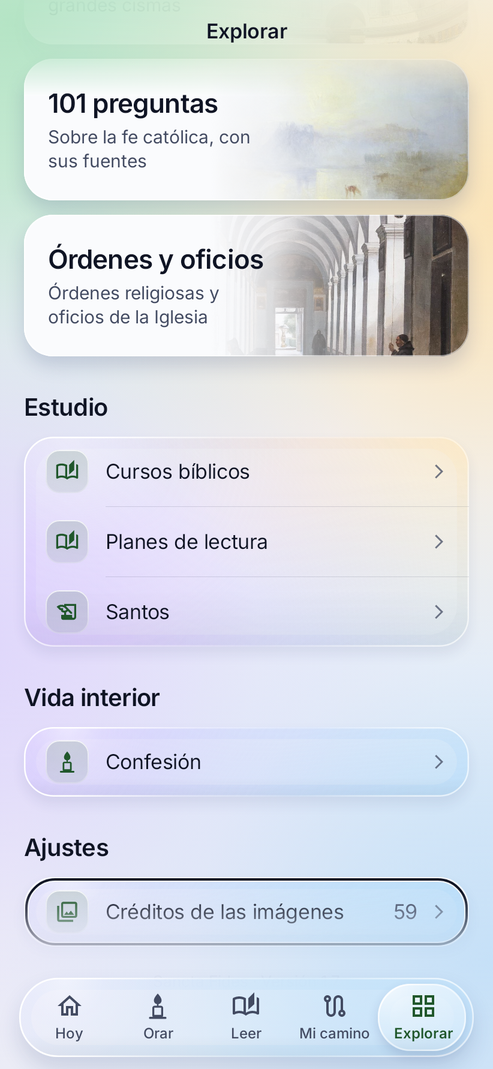 grandes cismas
Explorar
101 preguntas
Sobre la fe católica, con
sus fuentes
Órdenes y oficios
Órdenes religiosas y
oficios de la Iglesia
Estudio
Cursos bíblicos
Planes de lectura
Santos
Vida interior
Confesión
Ajustes
Créditos de las imágenes 59
Hoy Orar Leer Mi camino Explorar